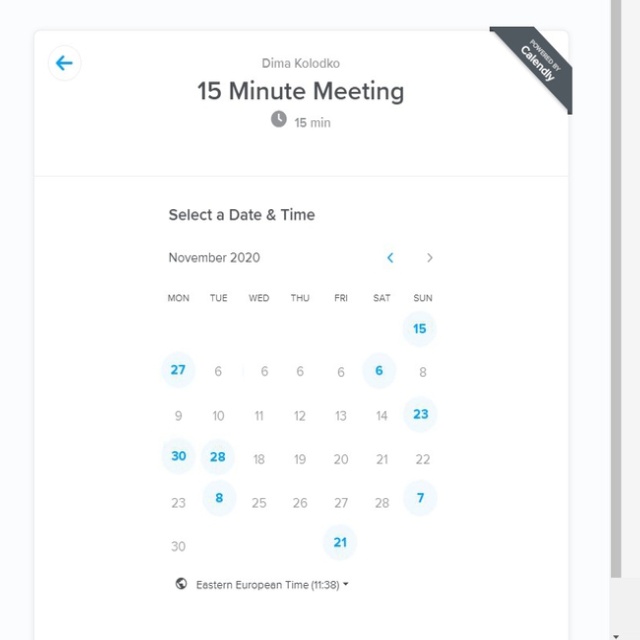 POWERED BY
Calendly
Dima Kolodko
15 Minute Meeting
15 min
Select a Date & Time
November 2020
MON TUE WED THU FRI SAT SUN
15
27 6 6 6 6 6 8
9 10 11 12 13 14 23
30 28 18 19 20 21 22
23 8 25 26 27 28 7
30 21
Eastern European Time (11:38)